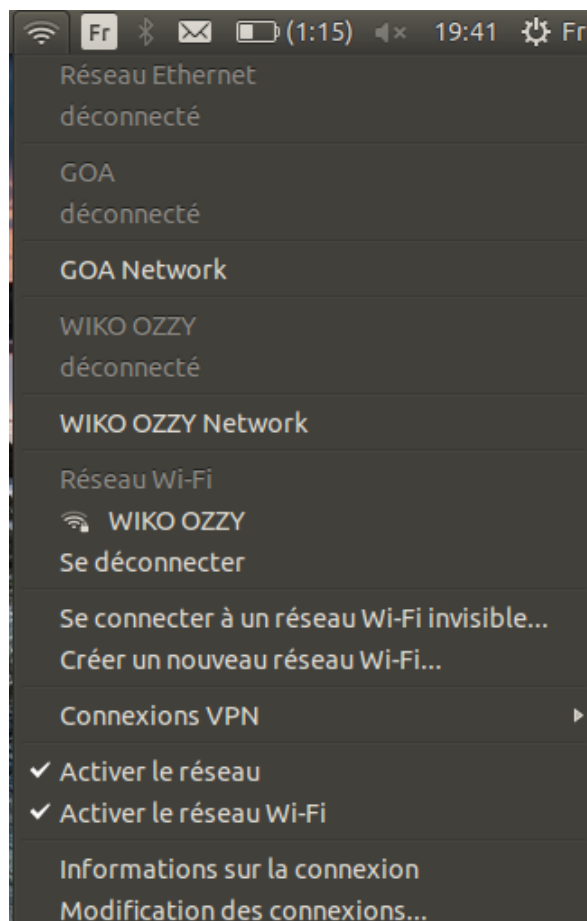 Fr (1:15) 19:41 Fr
Réseau Ethernet
déconnecté
GOA
déconnecté
GOA Network
WIKO OZZY
déconnecté
WIKO OZZY Network
Réseau Wi-Fi
WIKO OZZY
Se déconnecter
Se connecter à un réseau Wi-Fi invisible...
Créer un nouveau réseau Wi-Fi...
Connexions VPN
Activer le réseau
Activer le réseau Wi-Fi
Informations sur la connexion
Modification des connexions...